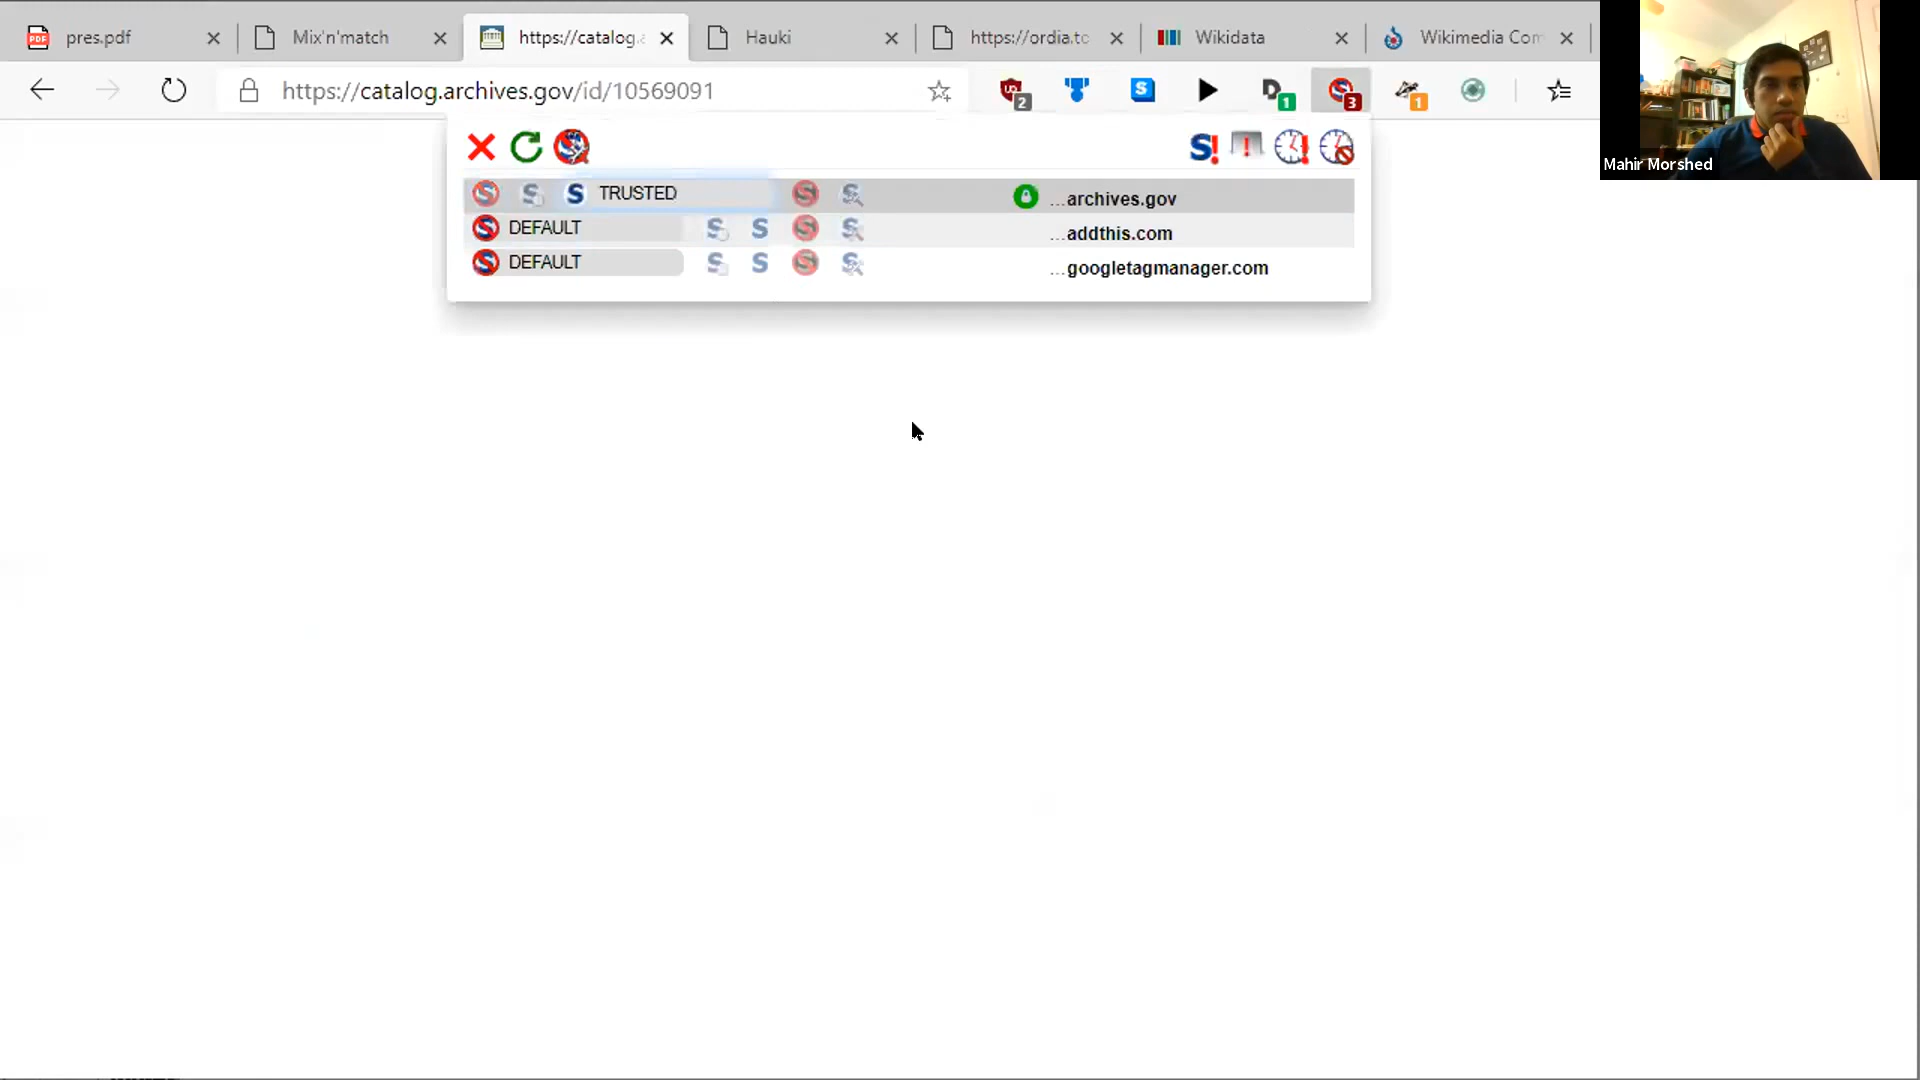 pres.pdf
Mix'n'match
https://catalog.a
Hauki
https://ordia.to
Wikidata
Wikimedia Com
https://catalog.archives.gov/id/10569091
2
1
3
1
Mahir Morshed
TRUSTED
...archives.gov
DEFAULT
...addthis.com
DEFAULT
...googletagmanager.com